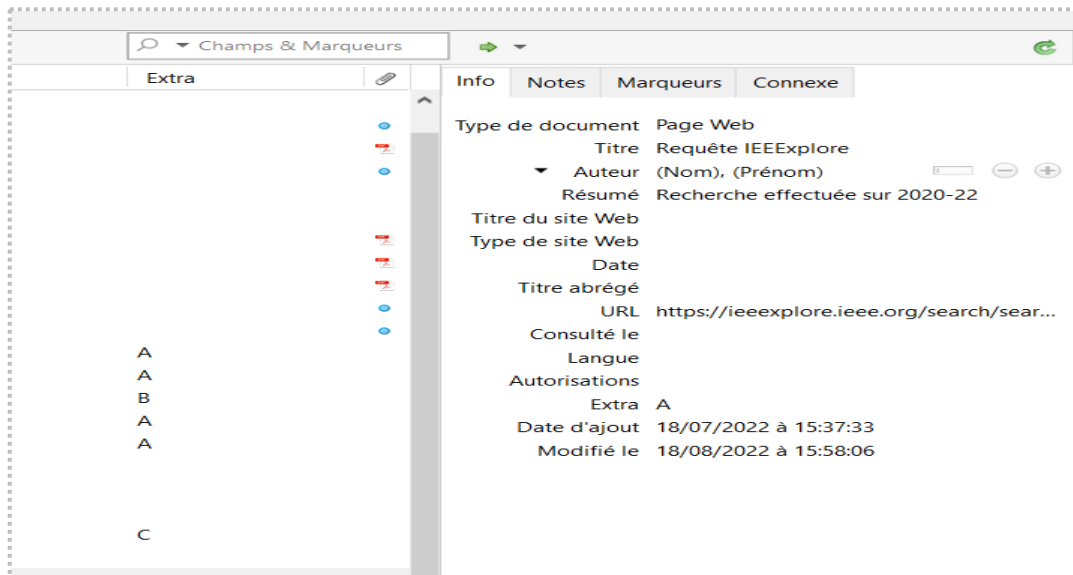 Champs & Marqueurs
Extra
A
A
B
A
A
C
Info Notes Marqueurs Connexe
Type de document Page Web
Titre Requête IEEExplore
Auteur (Nom), (Prénom)
Résumé Recherche effectuée sur 2020-22
Titre du site Web
Type de site Web
Date
Titre abrégé
URL https://ieeexplore.ieee.org/search/sear...
Consulté le
Langue
Autorisations
Extra A
Date d'ajout 18/07/2022 à 15:37:33
Modifié le 18/08/2022 à 15:58:06